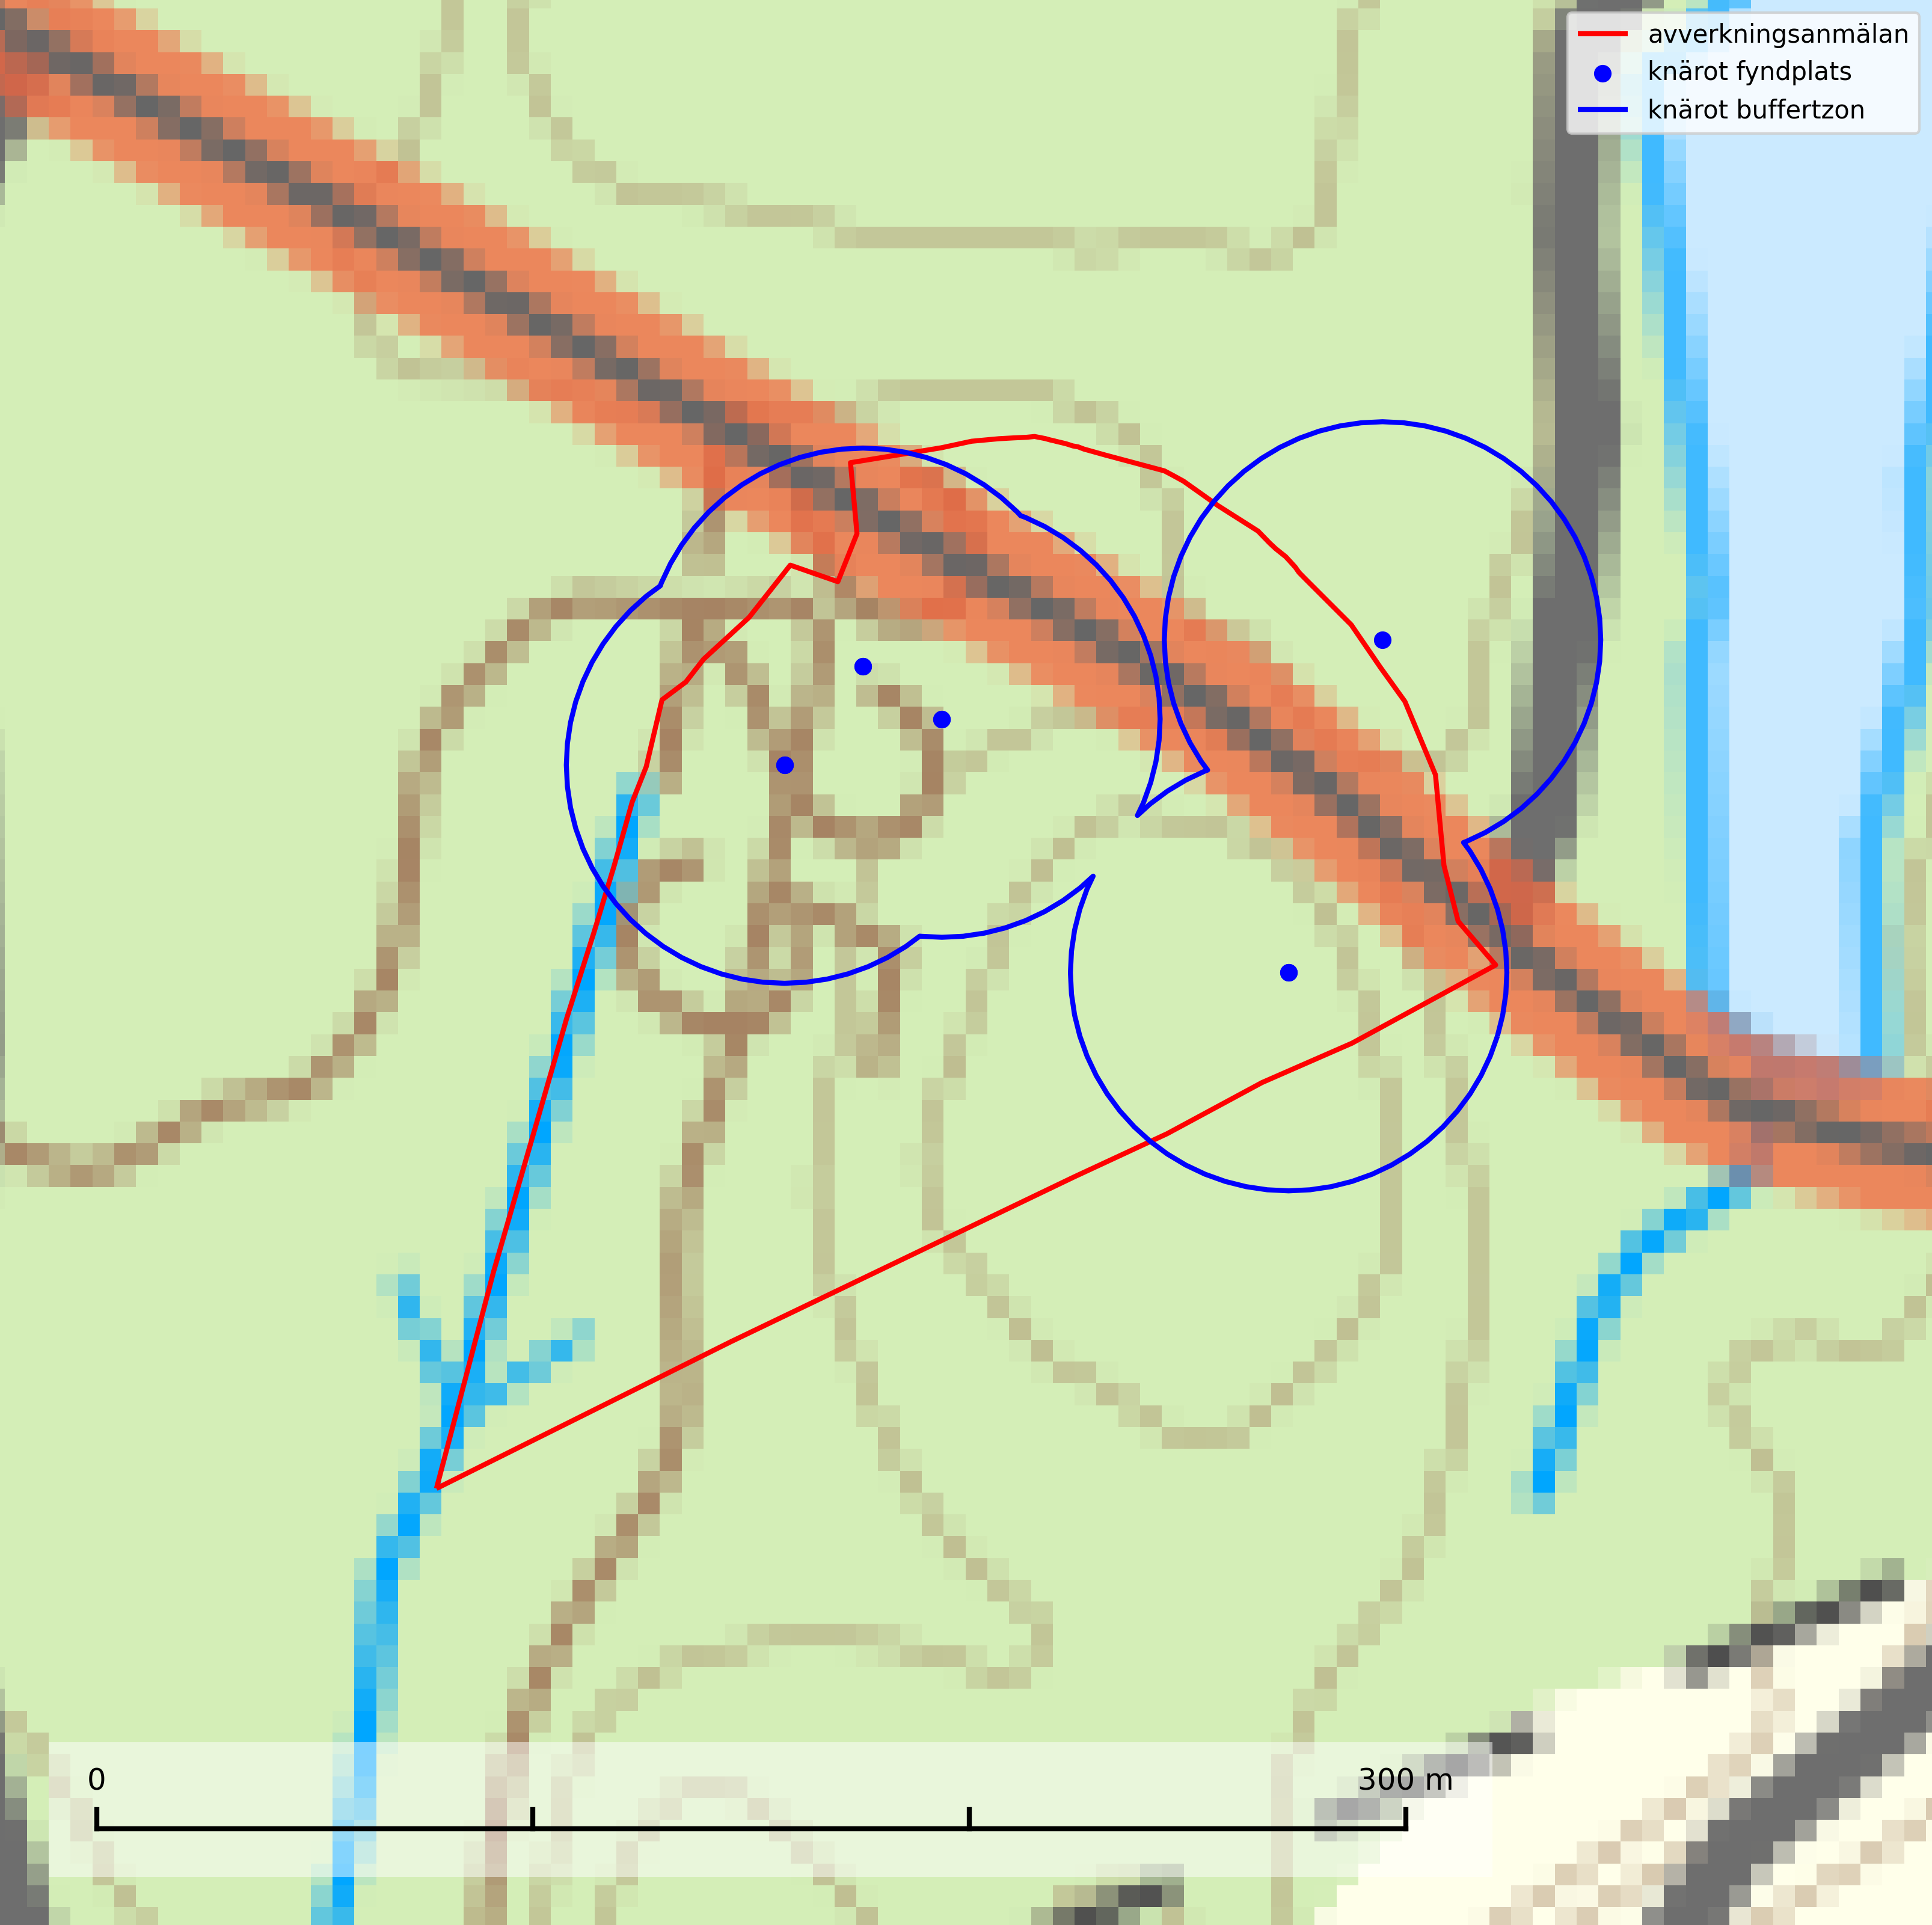 avverkningsanmälan
knärot fyndplats
knärot buffertzon
0 300 m